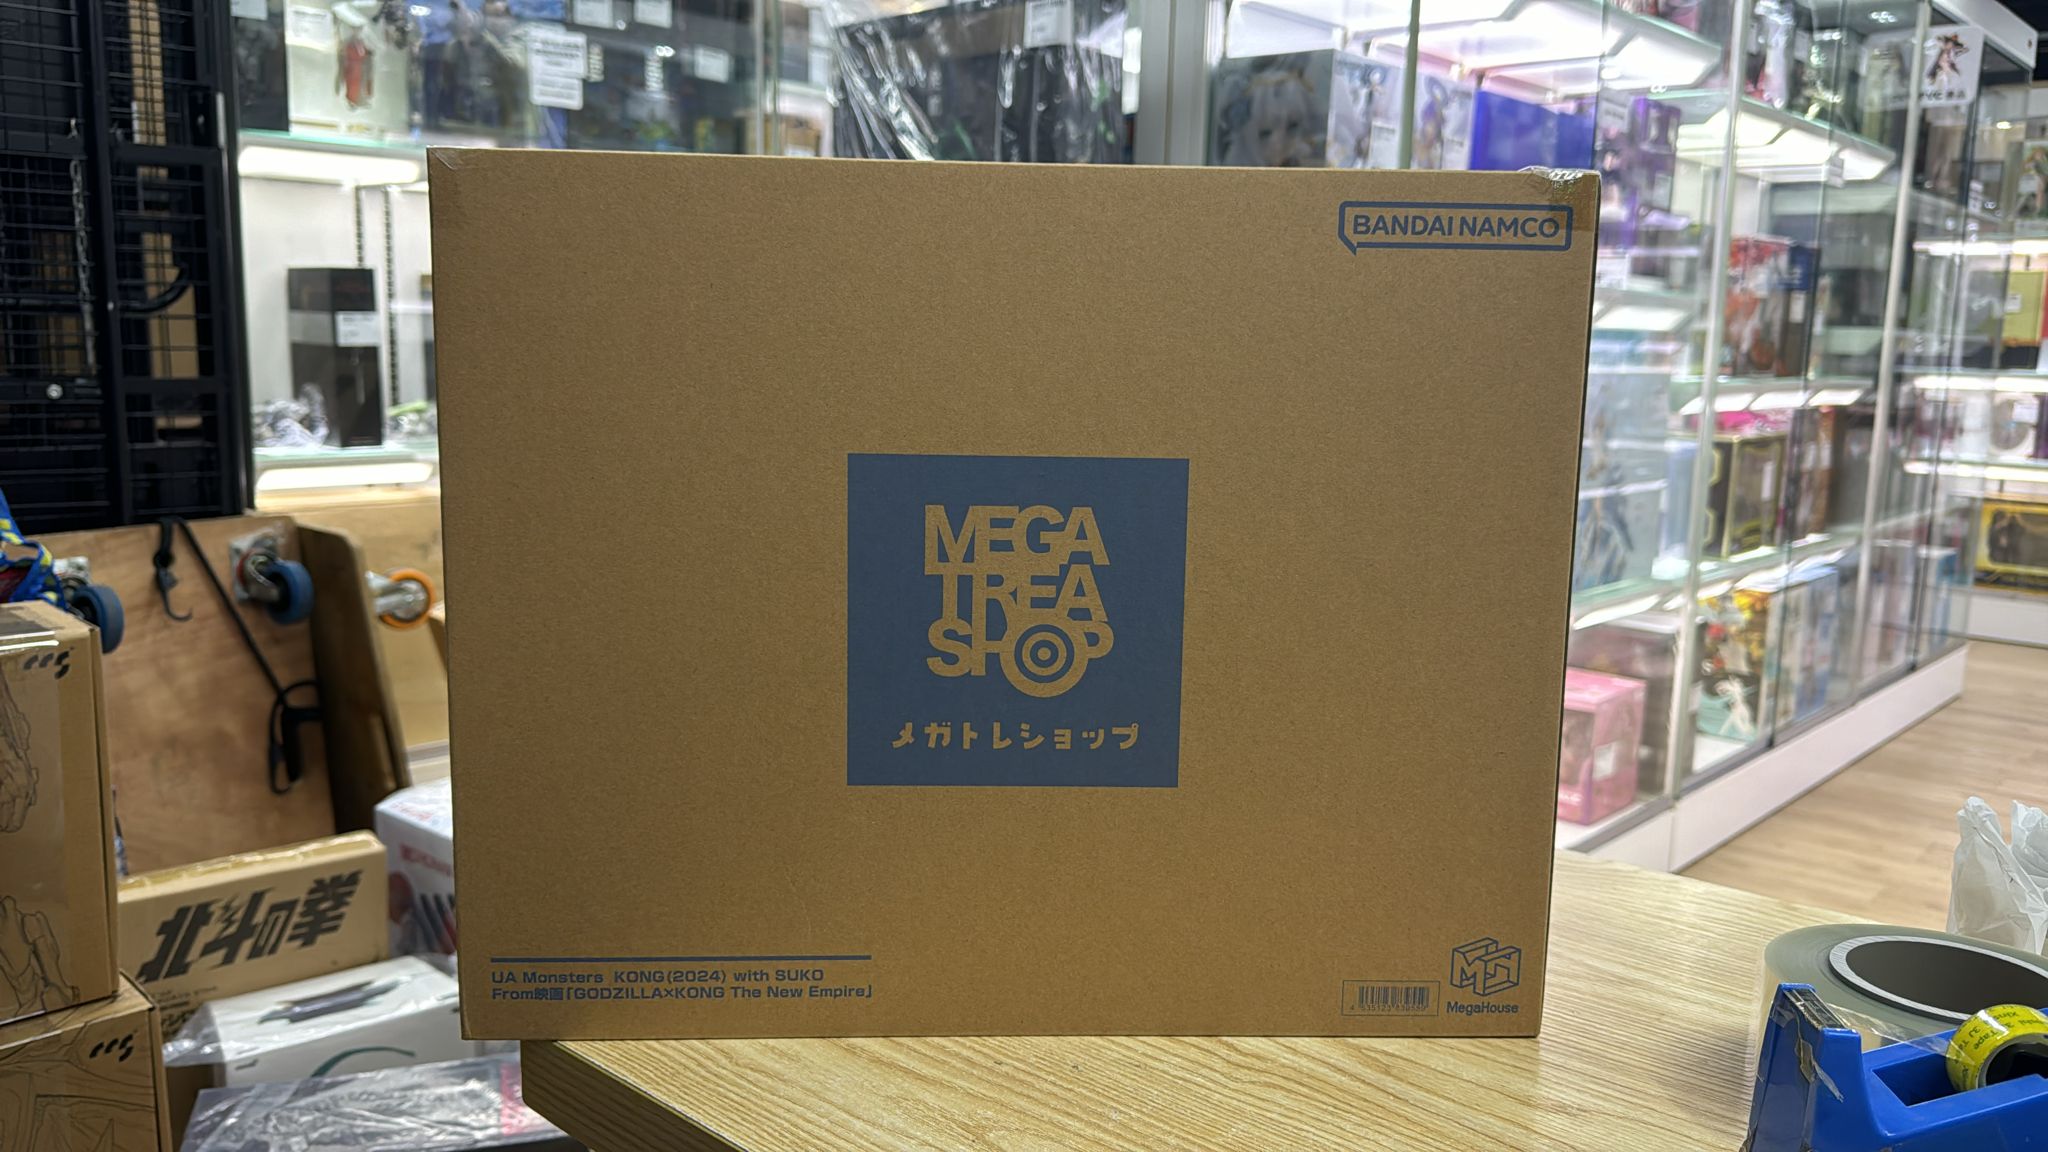 BANDAI NAMCO
MEGA
TREA
SHOP
メガトレショップ
UA Monsters KONG(2024) with SUKO
From映画「GODZILLA×KONG The New Empire」
MegaHouse
北斗の拳